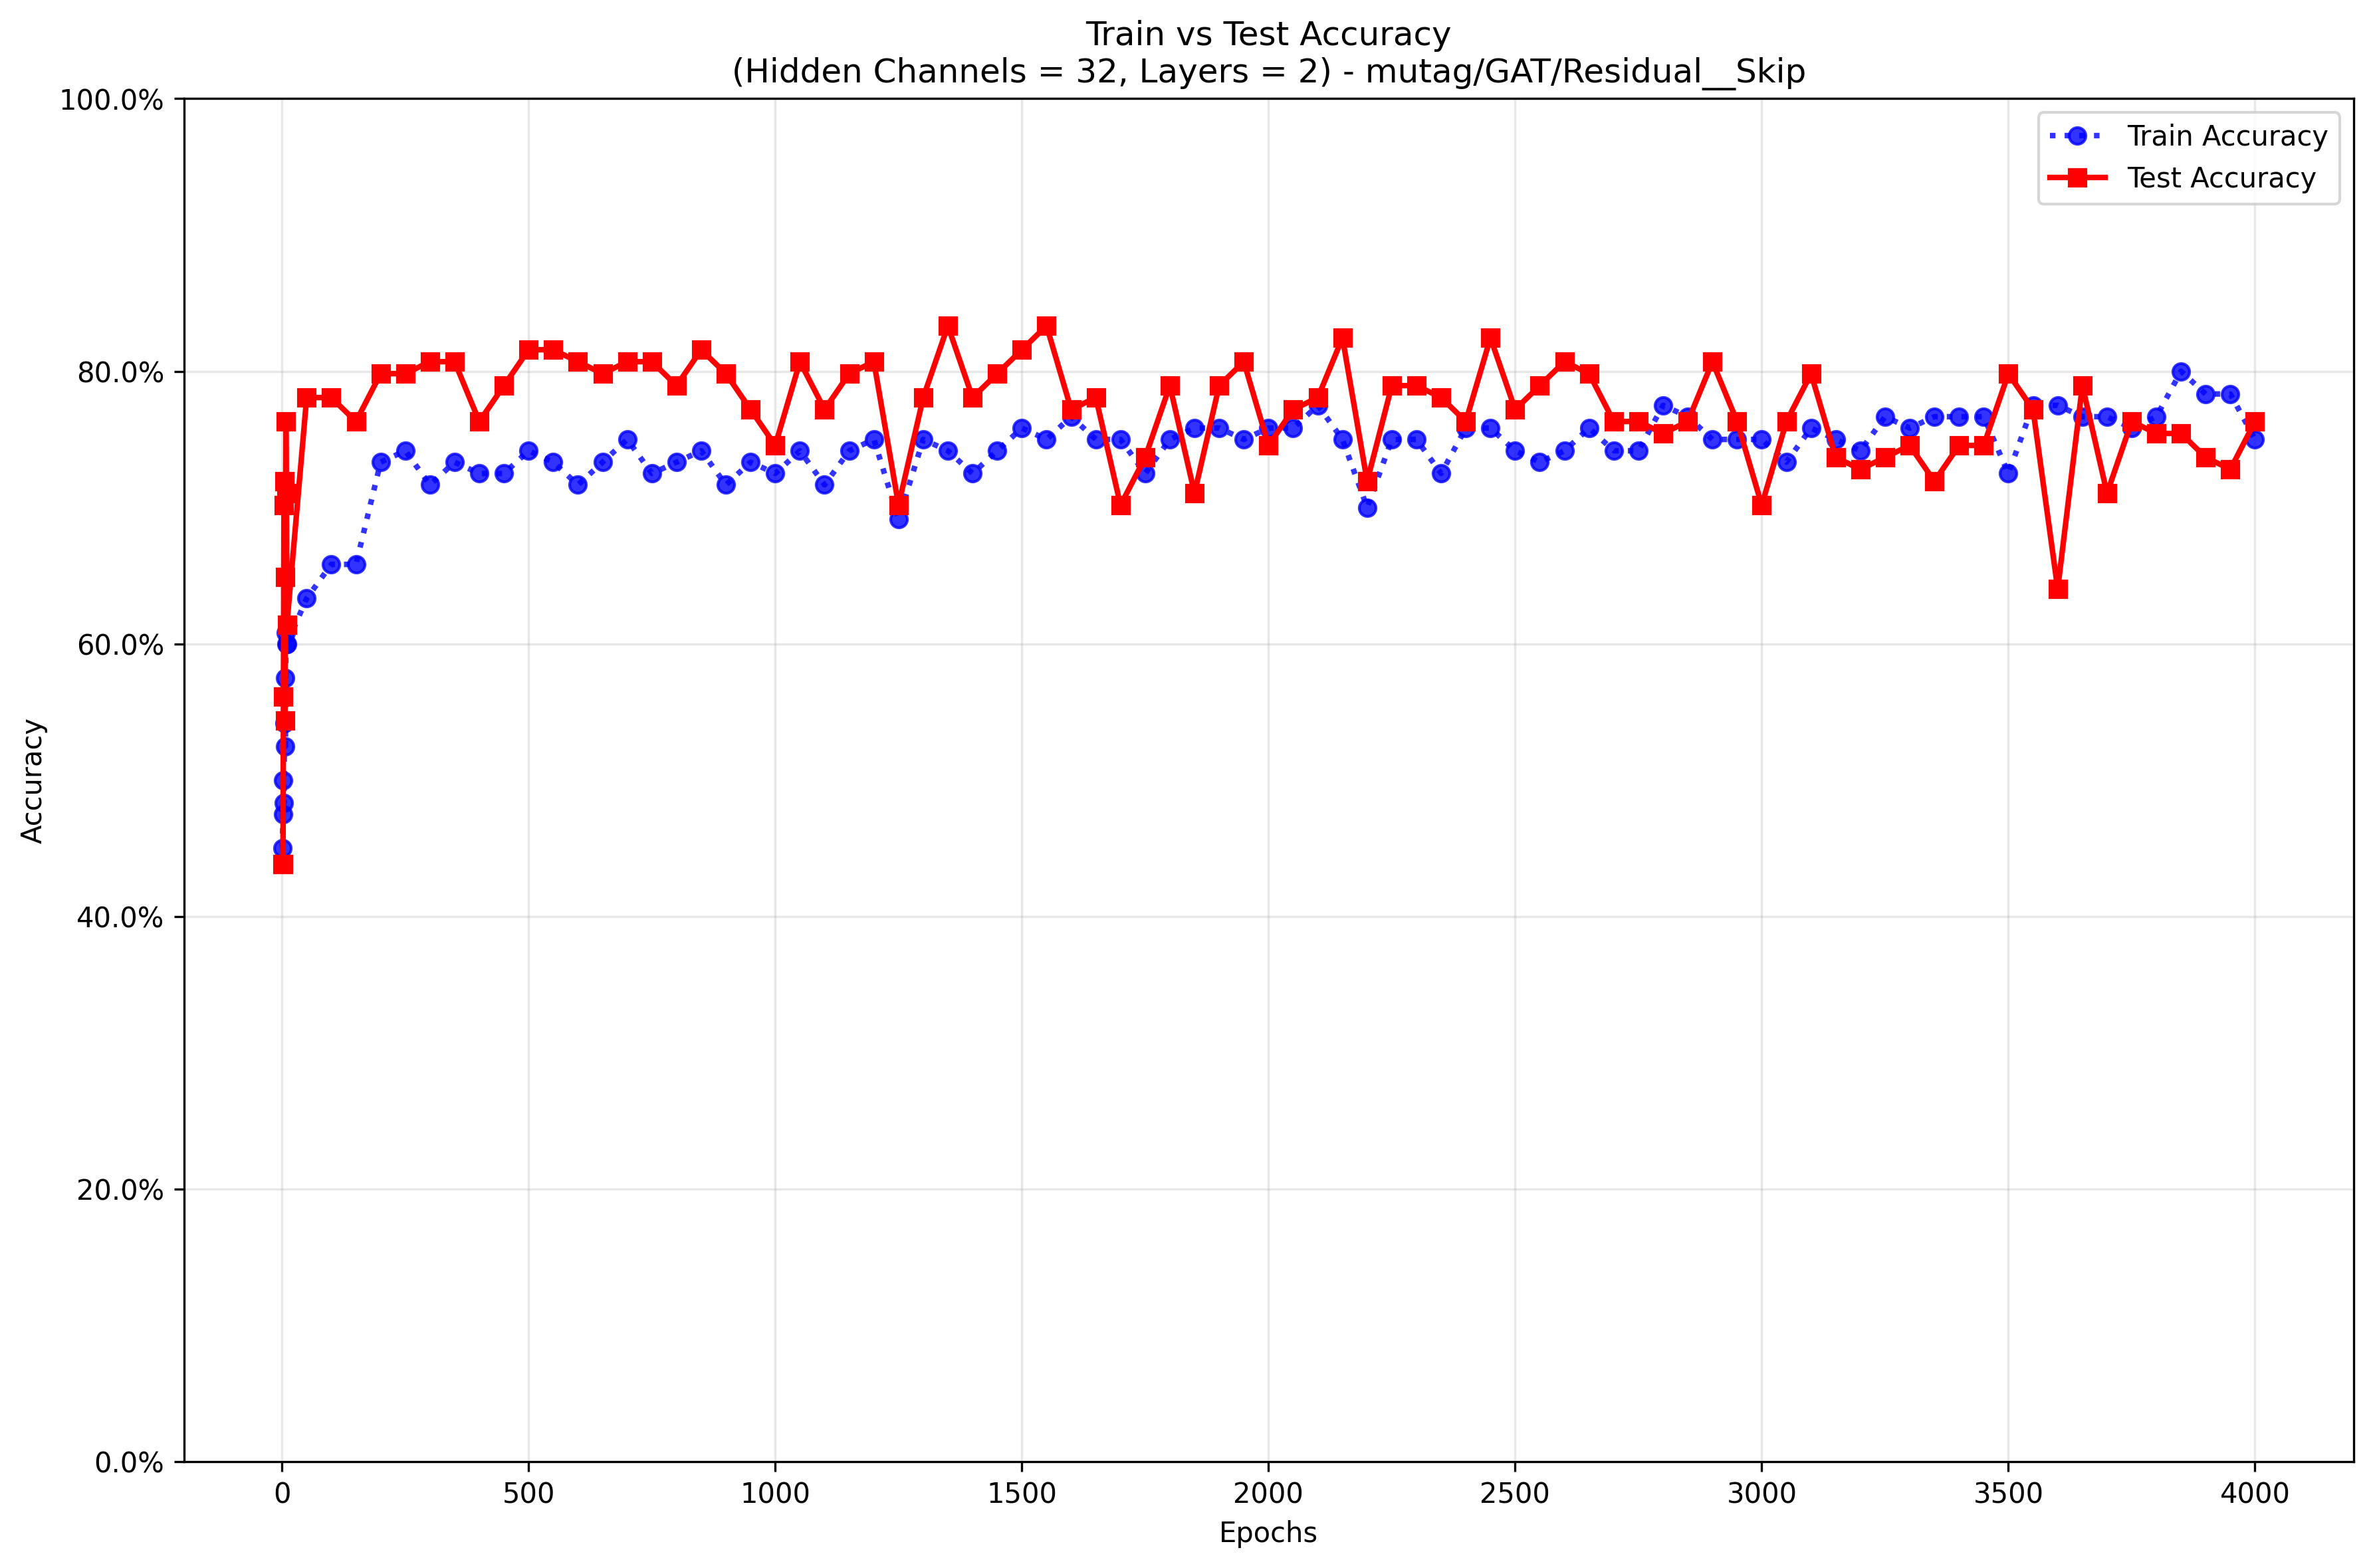 Train vs Test Accuracy
(Hidden Channels = 32, Layers = 2) - mutag/GAT/Residual__Skip
100.0%
80.0%
60.0%
40.0%
20.0%
0.0%
Accuracy
Train Accuracy
Test Accuracy
0
500
1000
1500
2000
2500
3000
3500
4000
Epochs